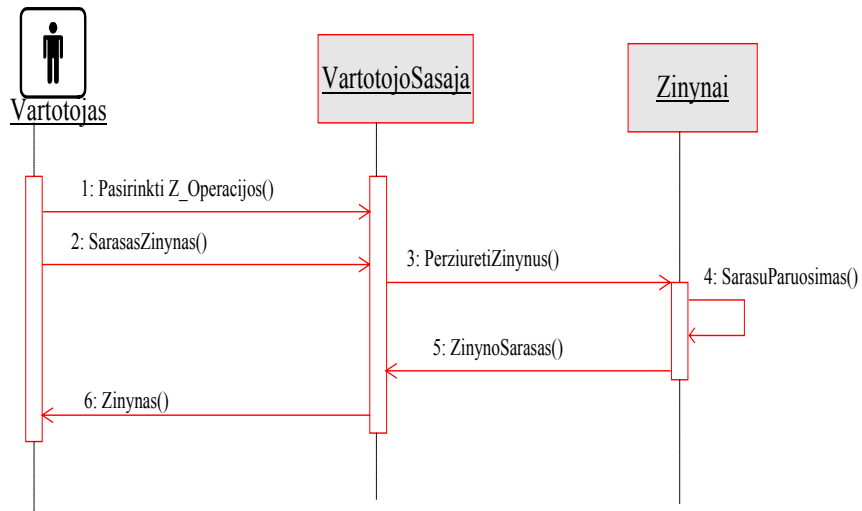 Vartotojas
VartotojoSasaja
Zinynai
1: Pasirinkti Z_Operacijos()
2: SarasasZinynas()
3: PerziuretiZinynus()
4: SarasuParuosimas()
5: ZinynoSarasas()
6: Zinynas()